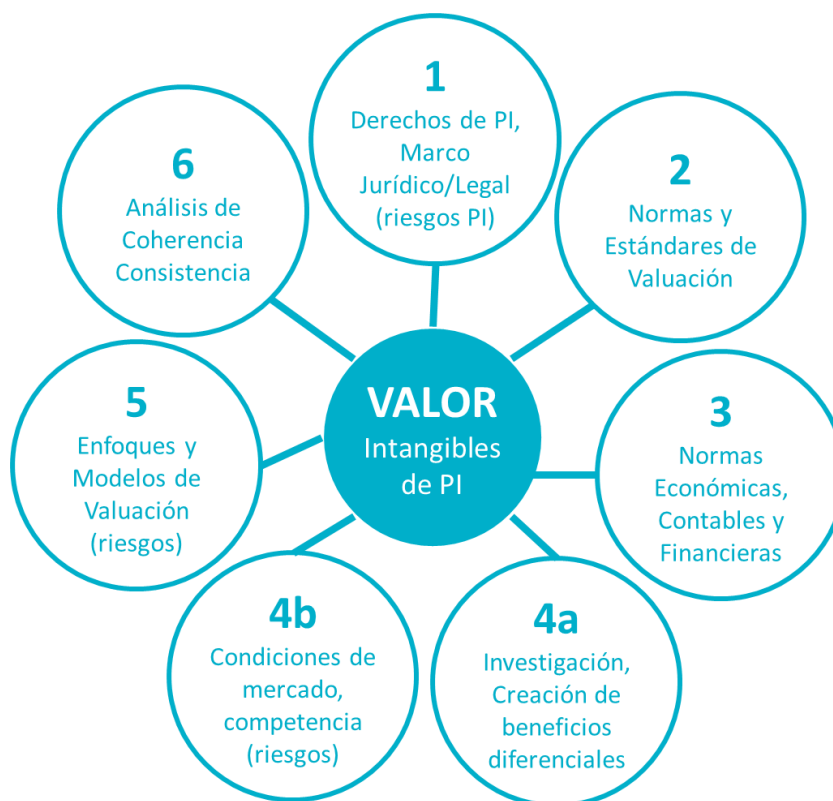 1
Derechos de PI,
Marco
Jurídico/Legal
(riesgos PI)
2
Normas y
Estándares de
Valuación
3
Normas
Económicas,
Contables y
Financieras
4a
Investigación,
Creación de
beneficios
diferenciales
4b
Condiciones de
mercado,
competencia
(riesgos)
5
Enfoques y
Modelos de
Valuación
(riesgos)
6
Análisis de
Coherencia
Consistencia
VALOR
Intangibles
de PI